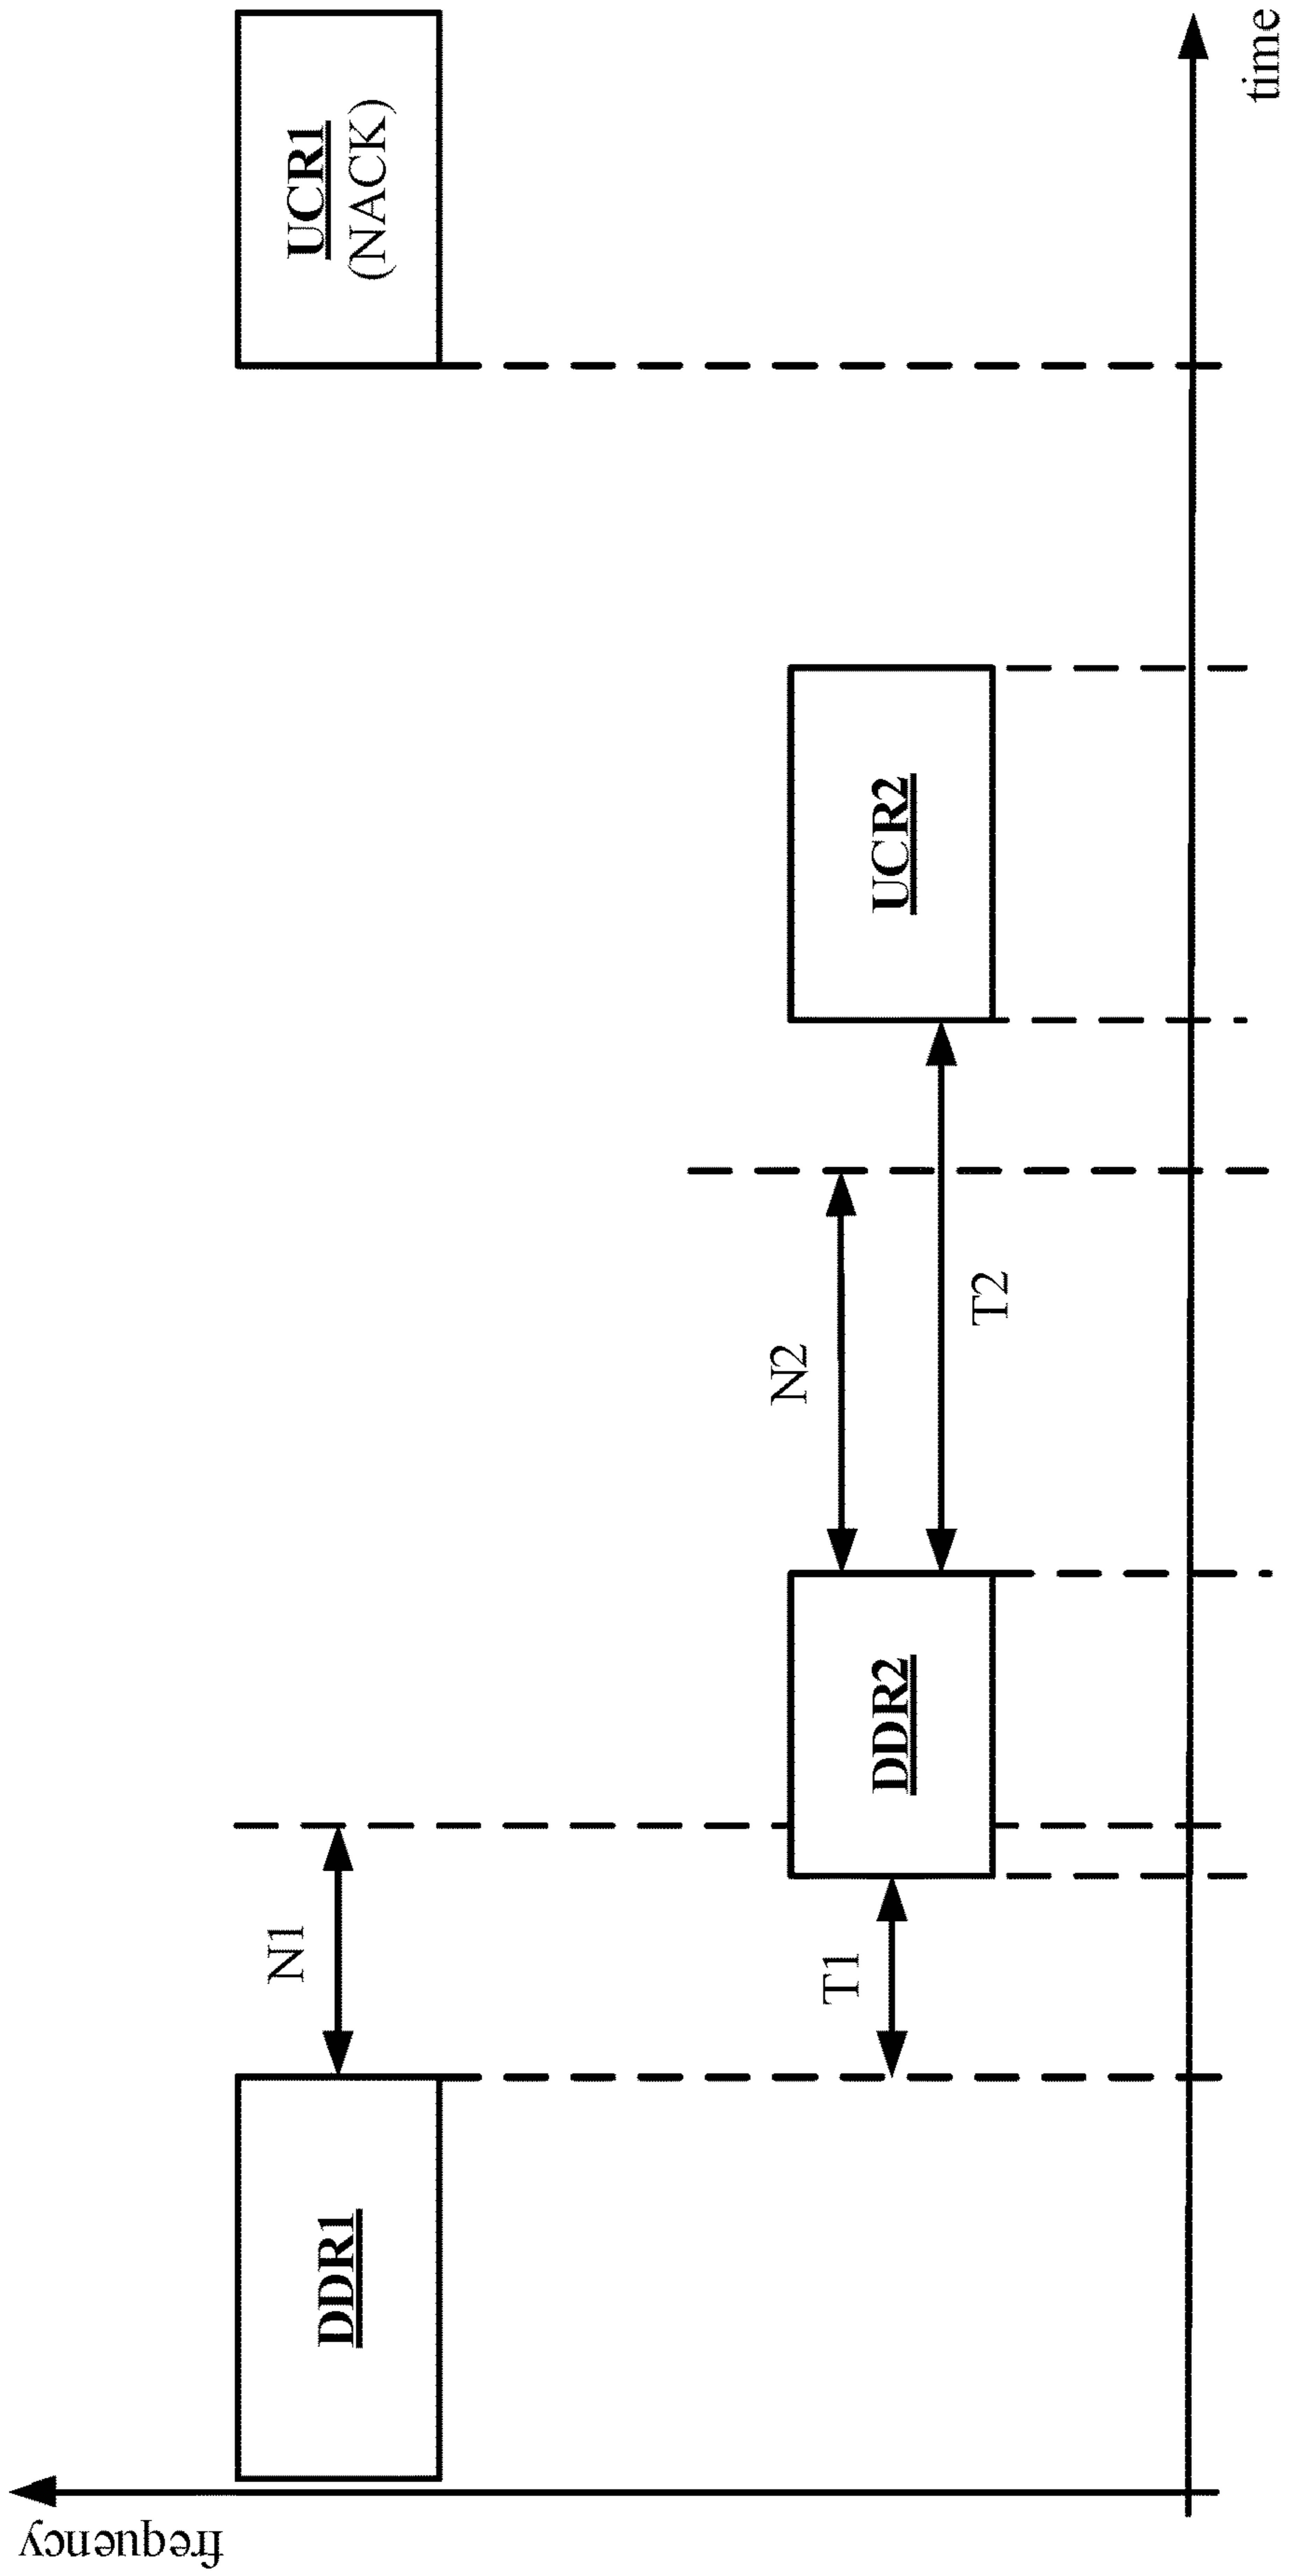 frequency
DDR1
N1
T1
DDR2
N2
T2
UCR2
UCR1
(NACK)
time